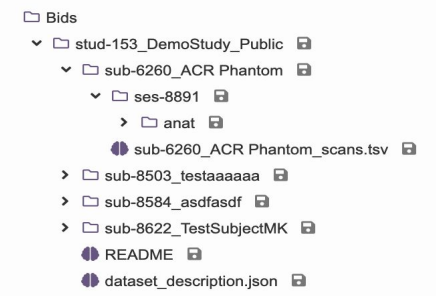 Bids
stud-153_DemoStudy_Public
sub-6260_ACR Phantom
ses-8891
anat
sub-6260_ACR Phantom_scans.tsv
sub-8503_testaaaaaa
sub-8584_asdfasdf
sub-8622_TestSubjectMK
README
dataset_description.json